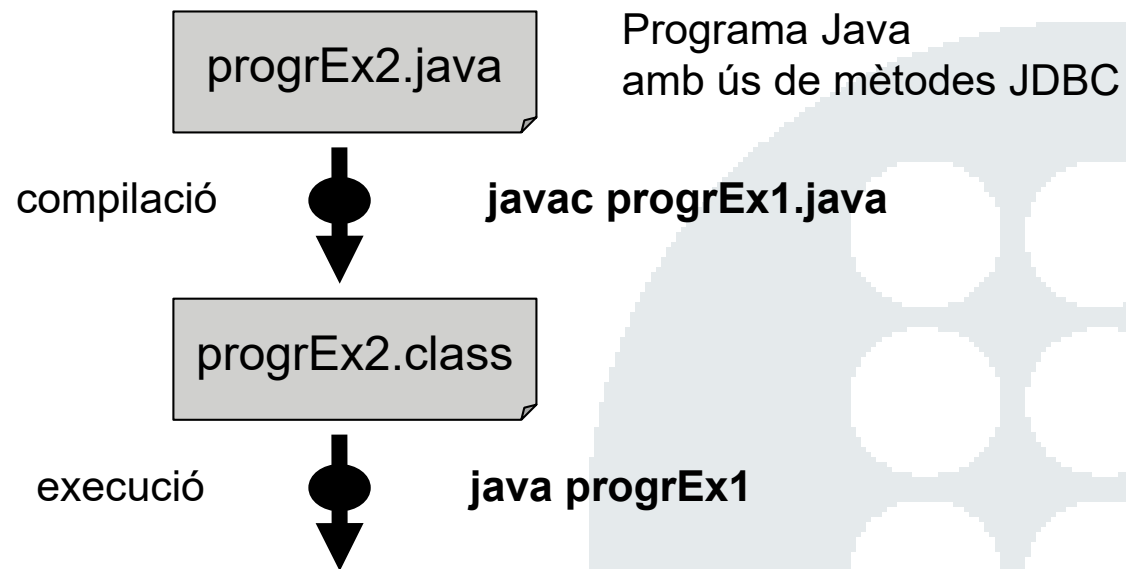 progrEx2.java
Programa Java
amb ús de mètodes JDBC
compilació
javac progrEx1.java
progrEx2.class
execució
java progrEx1